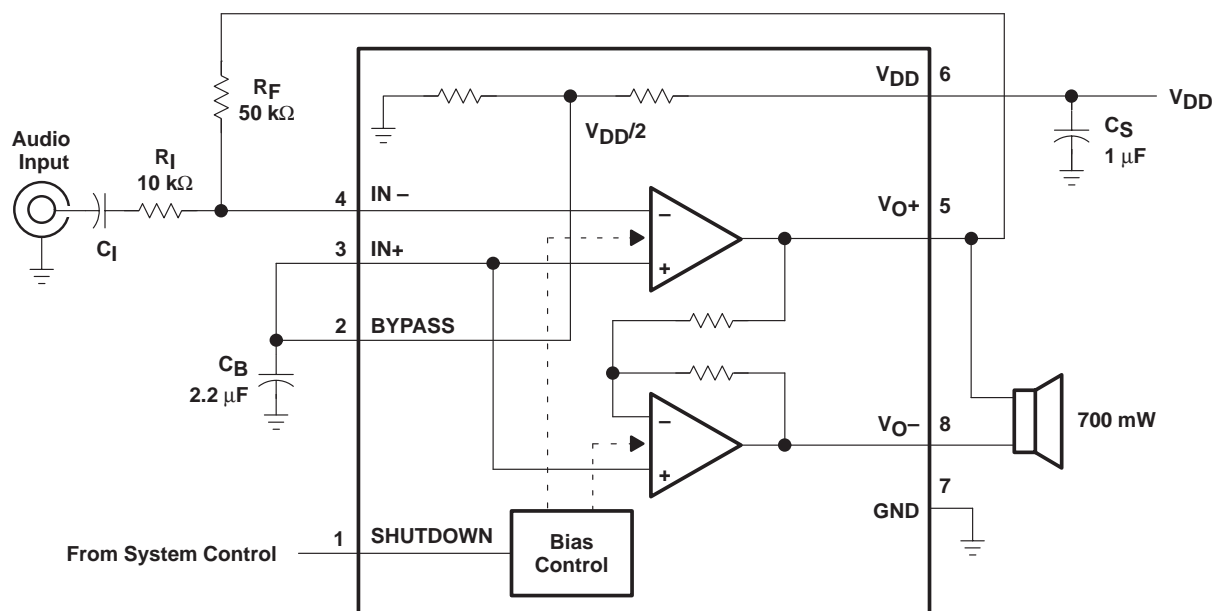 VDD 6
RF
50 kΩ
VDD
VDD/2
CS
1 μF
Audio
Input
RI
10 kΩ
4 IN –
VO+ 5
CI
3 IN+
2 BYPASS
CB
2.2 μF
VO– 8
700 mW
7
GND
1 SHUTDOWN
From System Control
Bias
Control
–
+
–
+